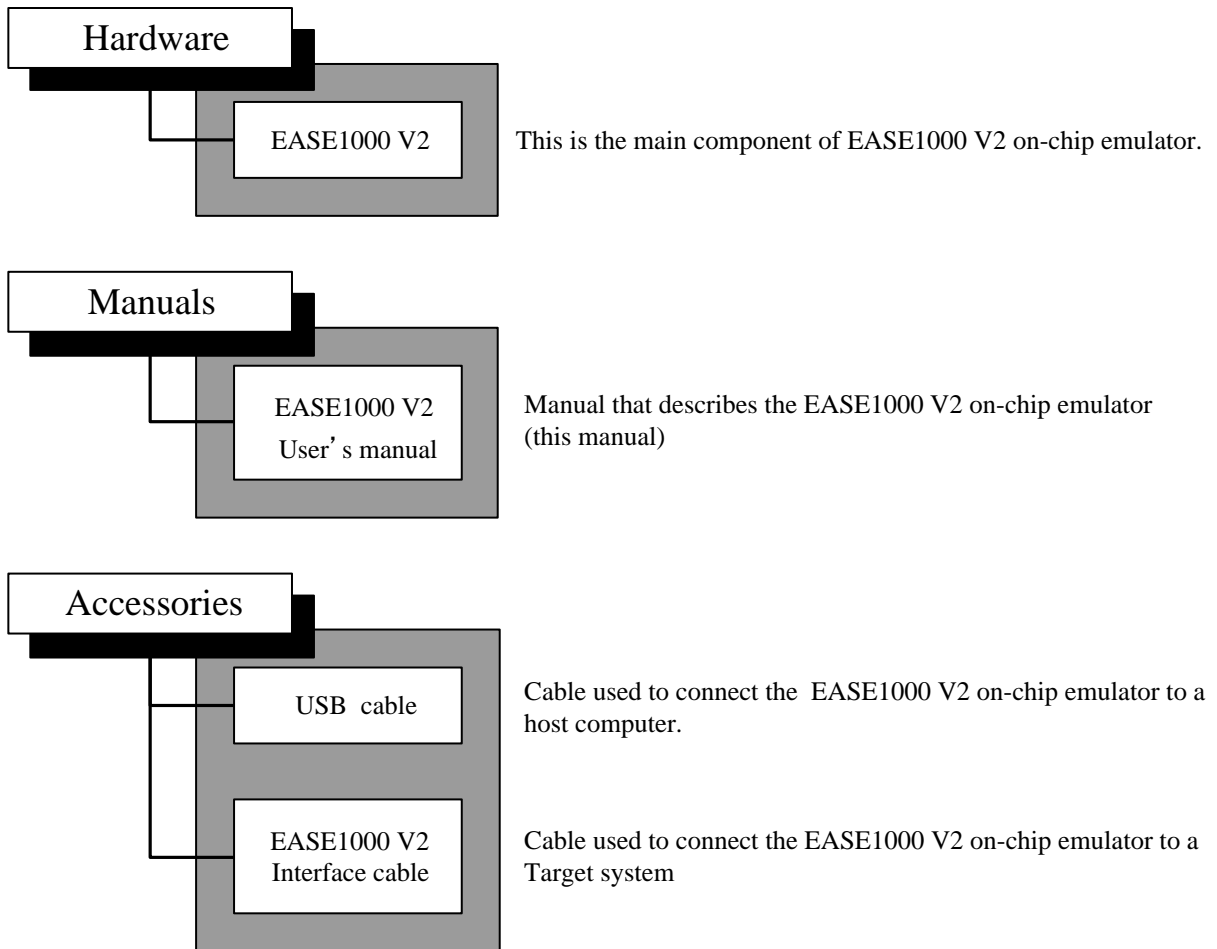 Hardware
EASE1000 V2
This is the main component of EASE1000 V2 on-chip emulator.
Manuals
EASE1000 V2
User’s manual
Manual that describes the EASE1000 V2 on-chip emulator
(this manual)
Accessories
USB cable
Cable used to connect the EASE1000 V2 on-chip emulator to a
host computer.
EASE1000 V2
Interface cable
Cable used to connect the EASE1000 V2 on-chip emulator to a
Target system